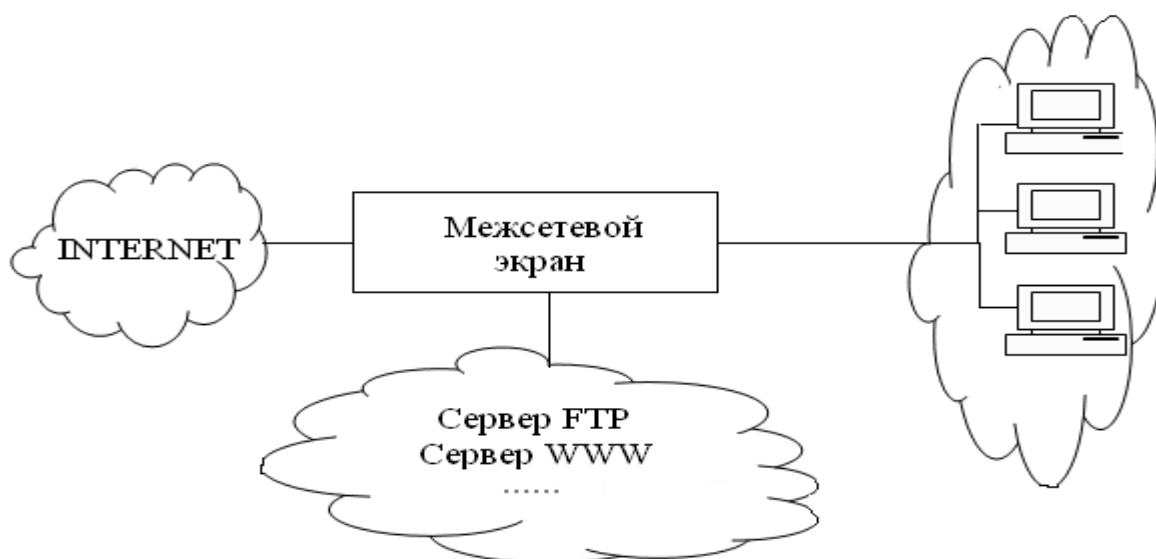 INTERNET
Межсетевой
экран
Сервер FTP
Сервер WWW
......